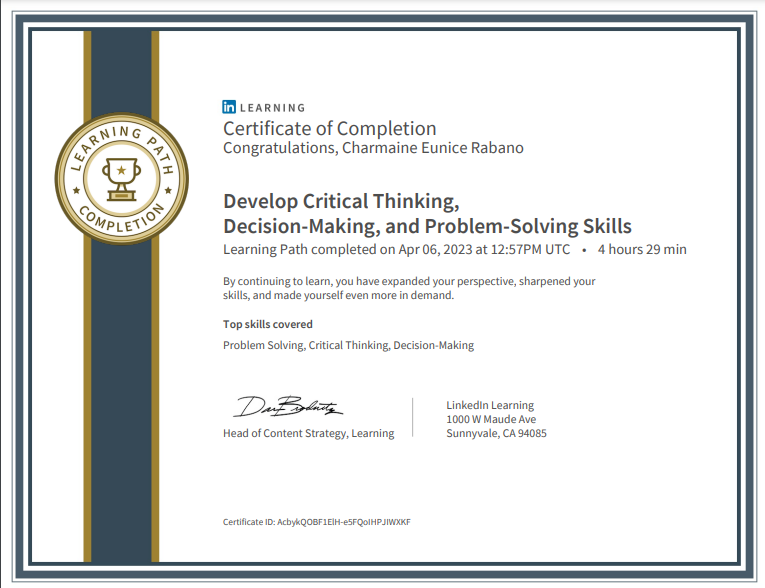 LEARNING PATH
COMPLETION
in LEARNING
Certificate of Completion
Congratulations, Charmaine Eunice Rabano
Develop Critical Thinking,
Decision-Making, and Problem-Solving Skills
Learning Path completed on Apr 06, 2023 at 12:57PM UTC • 4 hours 29 min
By continuing to learn, you have expanded your perspective, sharpened your
skills, and made yourself even more in demand.
Top skills covered
Problem Solving, Critical Thinking, Decision-Making
Head of Content Strategy, Learning
LinkedIn Learning
1000 W Maude Ave
Sunnyvale, CA 94085
Certificate ID: AcbykQOBF1ElH-e5FQoIHPJIWXKF